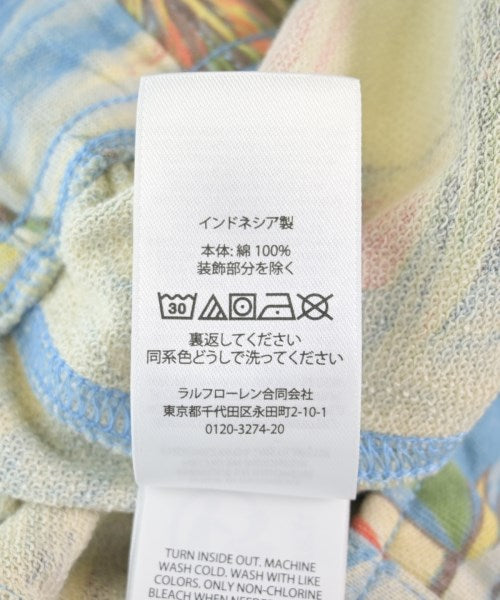 インドネシア製
本体: 綿 100%
装飾部分を除く
30
裏返してください
同系色どうしで洗ってください
ラルフローレン合同会社
東京都千代田区永田町2-10-1
0120-3274-20
TURN INSIDE OUT. MACHINE
WASH COLD. WASH WITH LIKE
COLORS. ONLY NON-CHLORINE
BLEACH WHEN